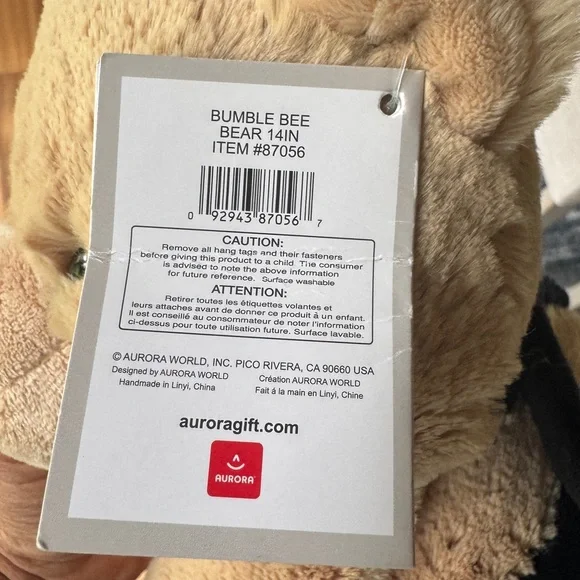 BUMBLE BEE
BEAR 14IN
ITEM #87056
0 92943 87056 7
CAUTION:
Remove all hang tags and their fasteners
before giving this product to a child. The consumer
is advised to note the above information
for future reference. Surface washable
ATTENTION:
Retirer toutes les étiquettes volantes et
leurs attaches avant de donner ce produit à un enfant.
Il est conseillé au consommateur de noter l'information
ci-dessus pour toute utilisation future. Surface lavable.
© AURORA WORLD, INC. PICO RIVERA, CA 90660 USA
Designed by AURORA WORLD Création AURORA WORLD
Handmade in Linyi, China Fait á la main en Linyi, Chine
auroragift.com
AURORA